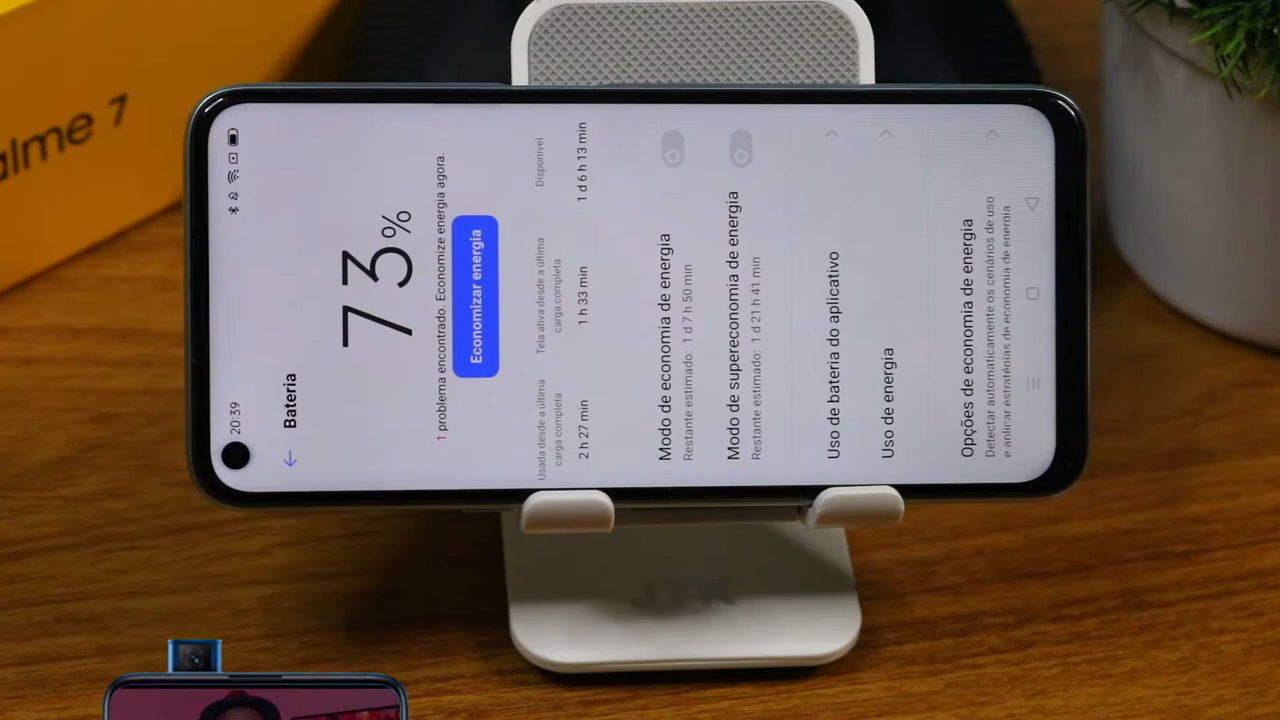 alme 7
20:39
Bateria
73%
1 problema encontrado. Economize energia agora.
Economizar energia
Usada desde a última
carga completa
2 h 27 min
Tela ativa desde a última
carga completa
1 h 33 min
Disponível
1 d 6 h 13 min
Modo de economia de energia
Restante estimado: 1 d 7 h 50 min
Modo de supereconomia de energia
Restante estimado: 1 d 21 h 41 min
Uso de bateria do aplicativo
Uso de energia
Opções de economia de energia
Detectar automaticamente os cenários de uso
e aplicar estratégias de economia de energia